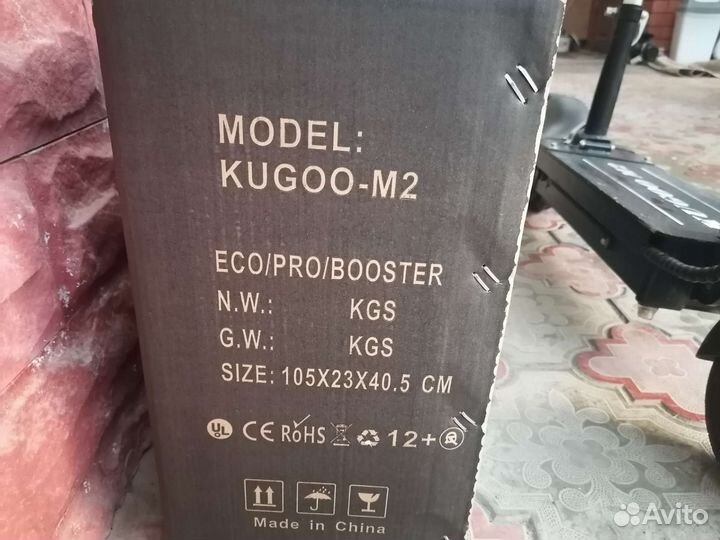 MODEL:
KUGOO-M2
ECO/PRO/BOOSTER
N.W.: KGS
G.W.: KGS
SIZE: 105X23X40.5 CM
UL CE RoHS 12+
Made in China
Avito